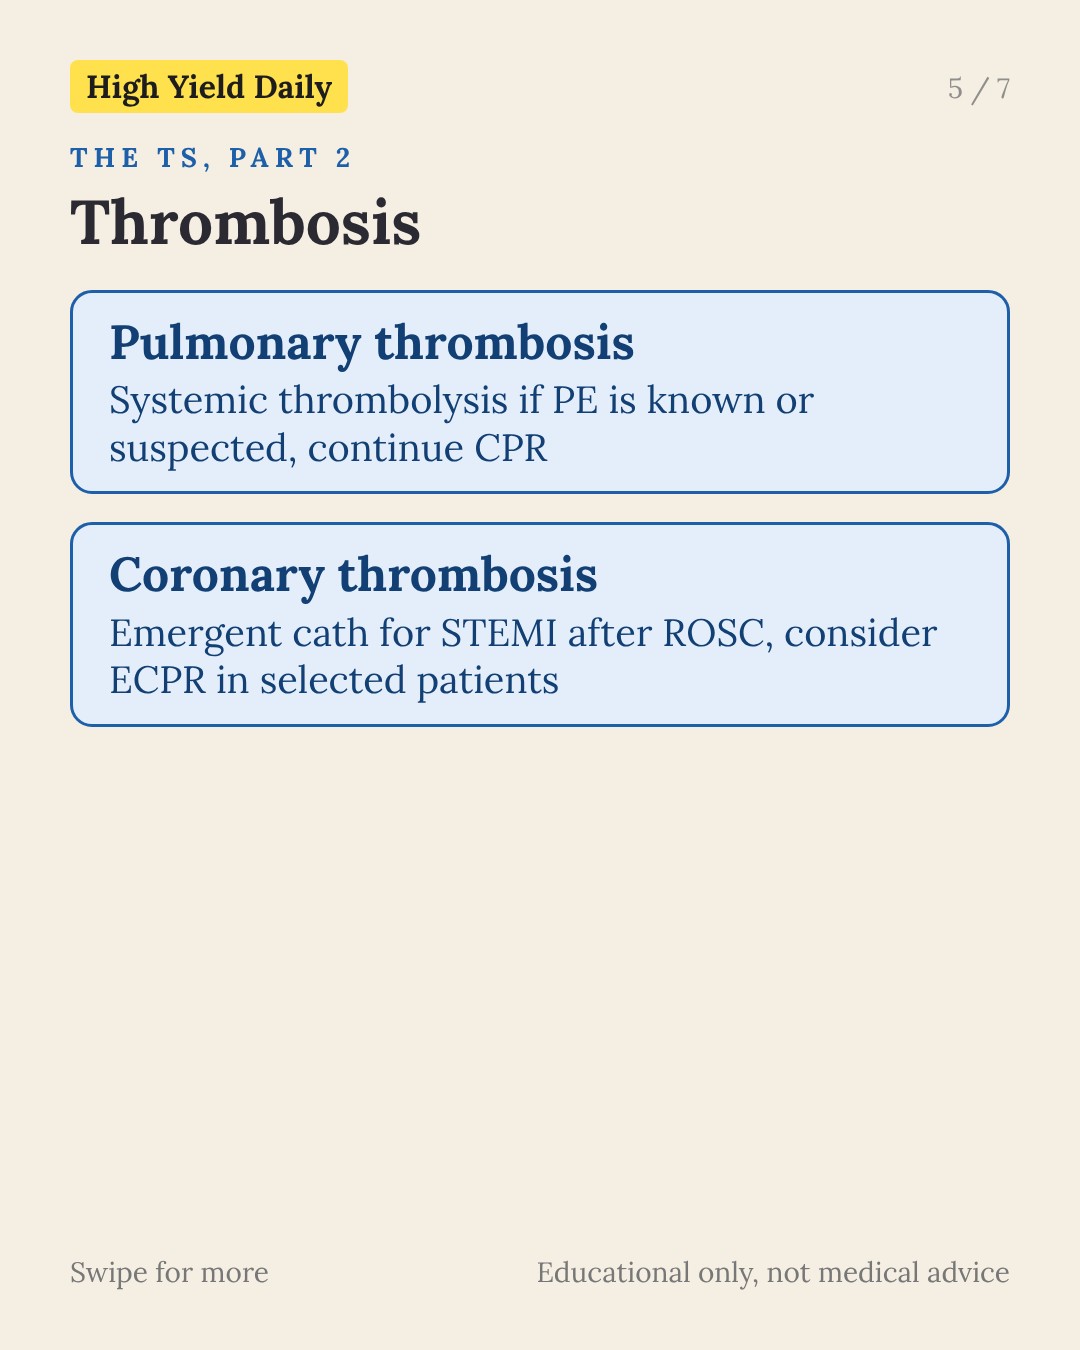 High Yield Daily
5 / 7
THE TS, PART 2
Thrombosis
Pulmonary thrombosis
Systemic thrombolysis if PE is known or
suspected, continue CPR
Coronary thrombosis
Emergent cath for STEMI after ROSC, consider
ECPR in selected patients
Swipe for more
Educational only, not medical advice